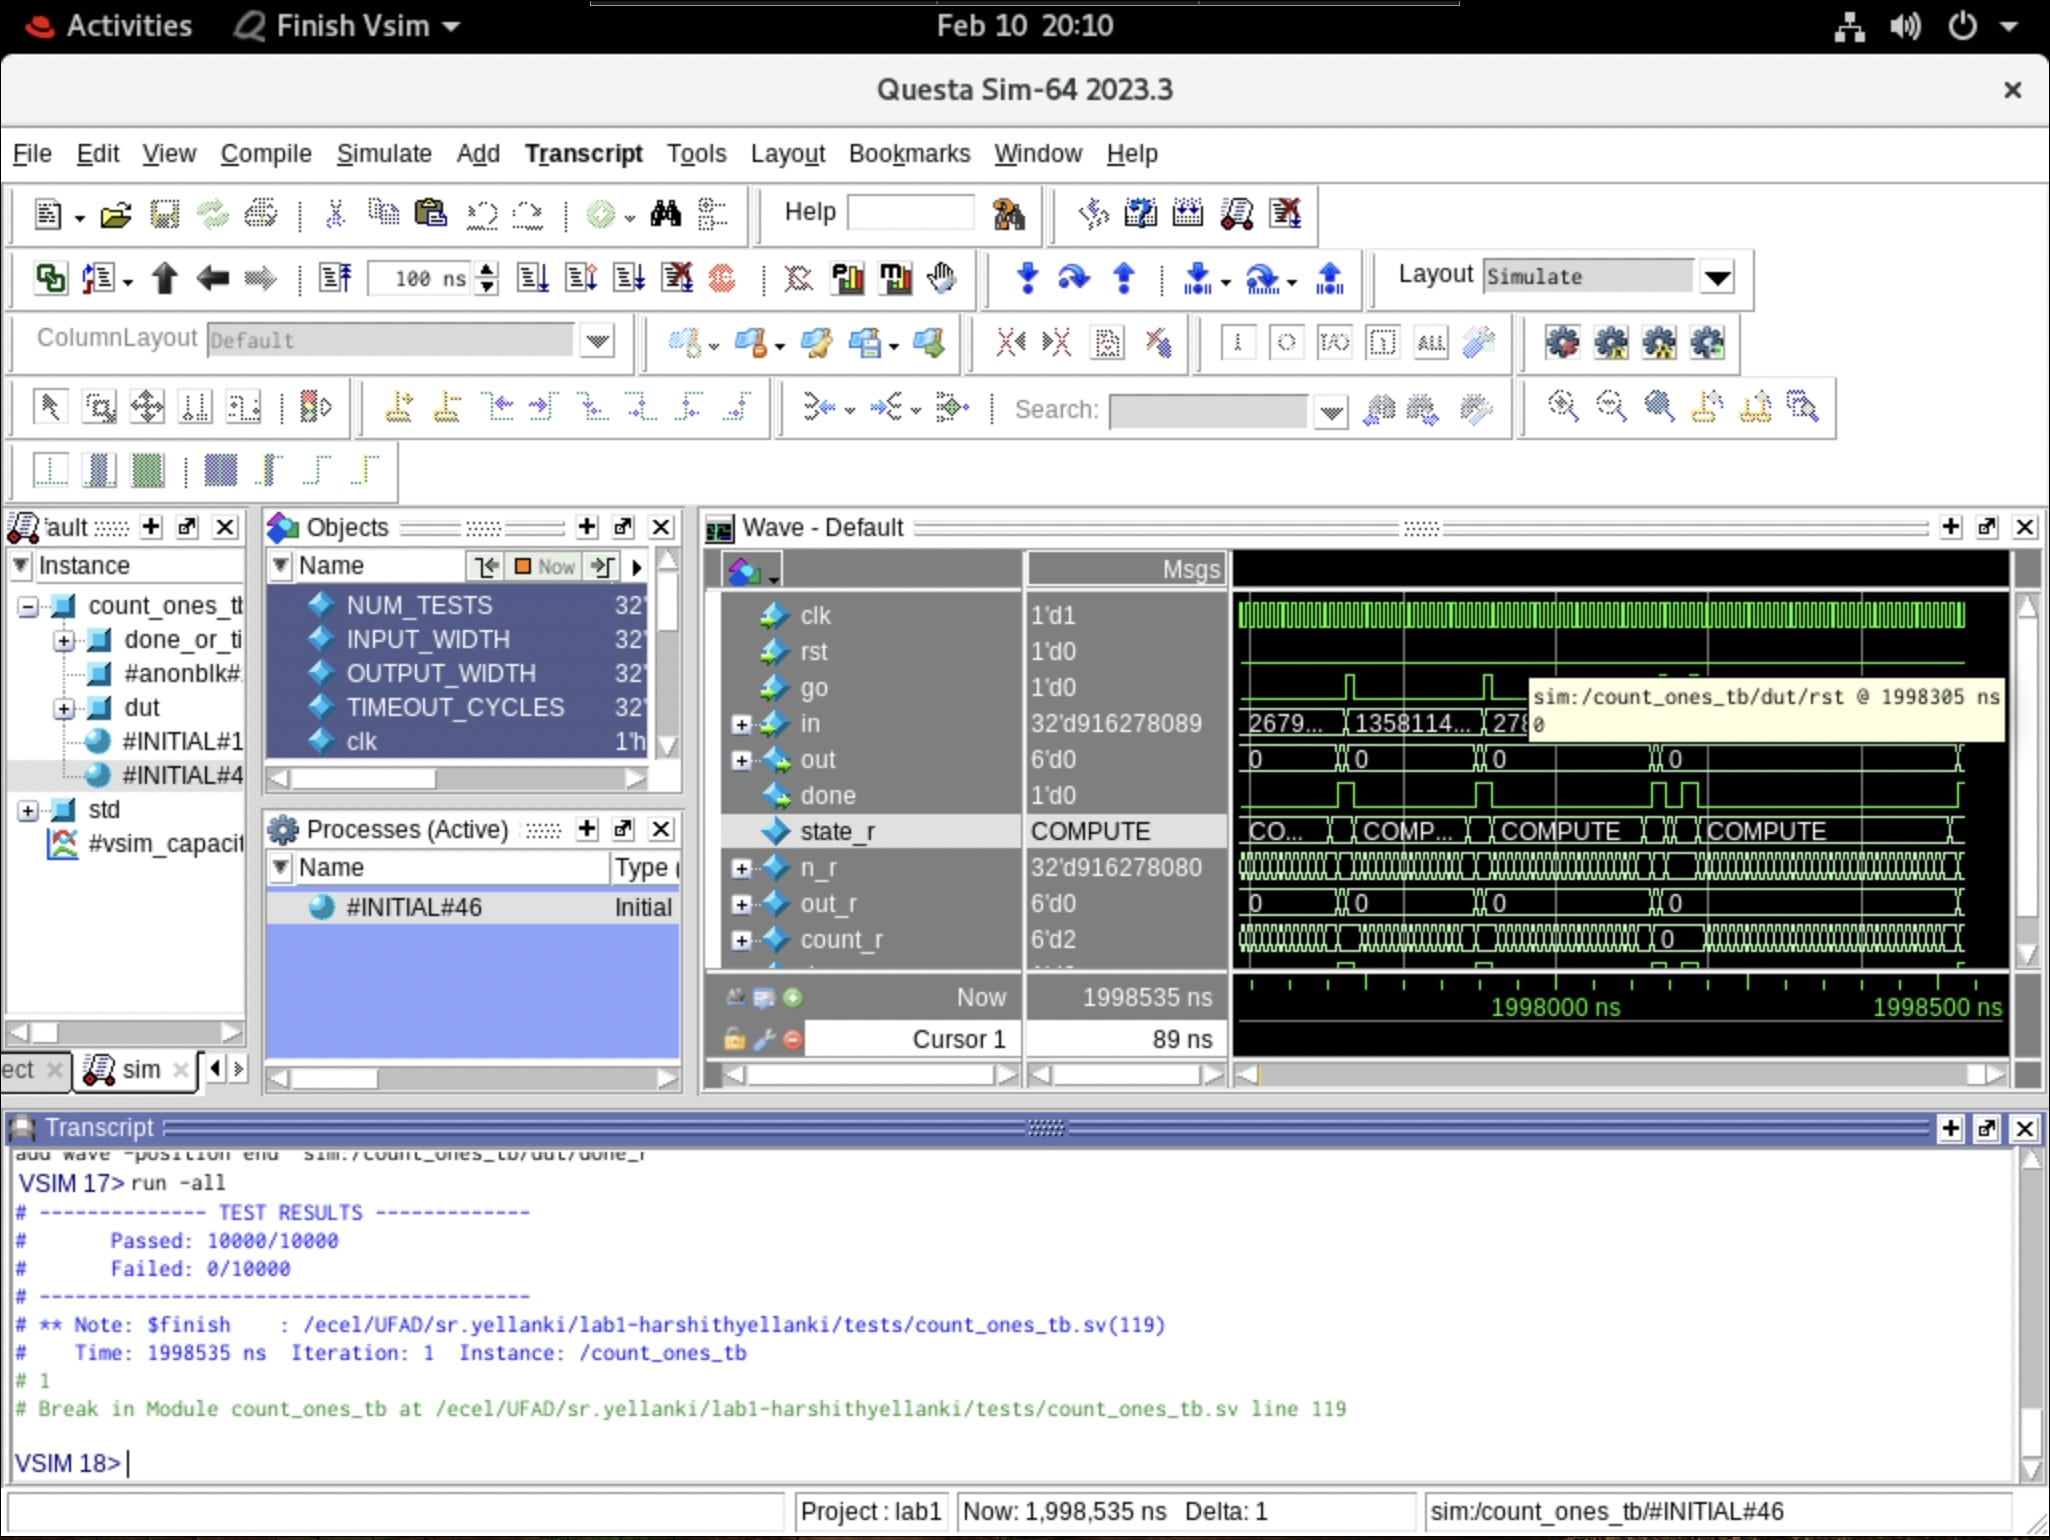 Activities Finish Vsim Feb 10 20:10
Questa Sim-64 2023.3
File Edit View Compile Simulate Add Transcript Tools Layout Bookmarks Window Help
Help
100 ns Layout Simulate
ColumnLayout Default
Search:
ault Objects Wave - Default
Instance Name Now Msgs
count_ones_tb
done_or_ti
#anonblk#
dut
#INITIAL#1
#INITIAL#4
std
#vsim_capacit
NUM_TESTS 32'
INPUT_WIDTH 32'
OUTPUT_WIDTH 32'
TIMEOUT_CYCLES 32'
clk 1'h
Processes (Active)
Name Type (
#INITIAL#46 Initial
clk 1'd1
rst 1'd0
go 1'd0
in 32'd916278089 2679... 1358114... 278
sim:/count_ones_tb/dut/rst @ 1998305 ns
0
out 6'd0 0 0 0 0
done 1'd0
state_r COMPUTE CO... COMP... COMPUTE COMPUTE
n_r 32'd916278080
out_r 6'd0 0 0 0 0
count_r 6'd2 0
Now 1998535 ns 1998000 ns 1998500 ns
Cursor 1 89 ns
ect sim
Transcript
add wave -position end sim:/count_ones_tb/dut/done_r
VSIM 17> run -all
# -------------- TEST RESULTS -------------
# Passed: 10000/10000
# Failed: 0/10000
# -----------------------------------------
# ** Note: $finish : /ecel/UFAD/sr.yellanki/lab1-harshithyellanki/tests/count_ones_tb.sv(119)
# Time: 1998535 ns Iteration: 1 Instance: /count_ones_tb
# 1
# Break in Module count_ones_tb at /ecel/UFAD/sr.yellanki/lab1-harshithyellanki/tests/count_ones_tb.sv line 119
VSIM 18>
Project : lab1 Now: 1,998,535 ns Delta: 1 sim:/count_ones_tb/#INITIAL#46